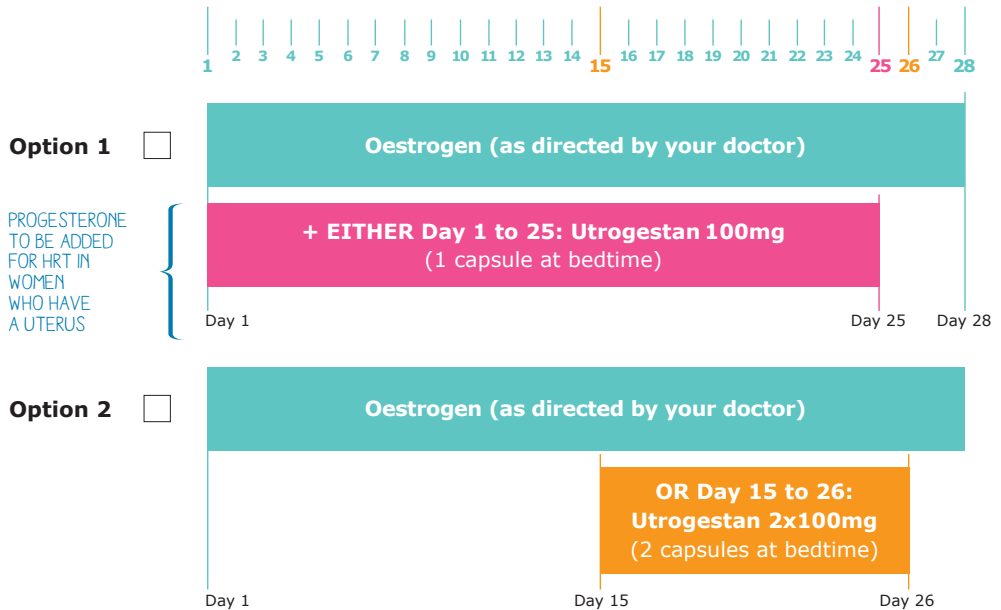 1 2 3 4 5 6 7 8 9 10 11 12 13 14 15 16 17 18 19 20 21 22 23 24 25 26 27 28
Option 1
Oestrogen (as directed by your doctor)
PROGESTERONE
TO BE ADDED
FOR HRT IN
WOMEN
WHO HAVE
A UTERUS
+ EITHER Day 1 to 25: Utrogestan 100mg
(1 capsule at bedtime)
Day 1 Day 25 Day 28
Option 2
Oestrogen (as directed by your doctor)
OR Day 15 to 26:
Utrogestan 2x100mg
(2 capsules at bedtime)
Day 1 Day 15 Day 26